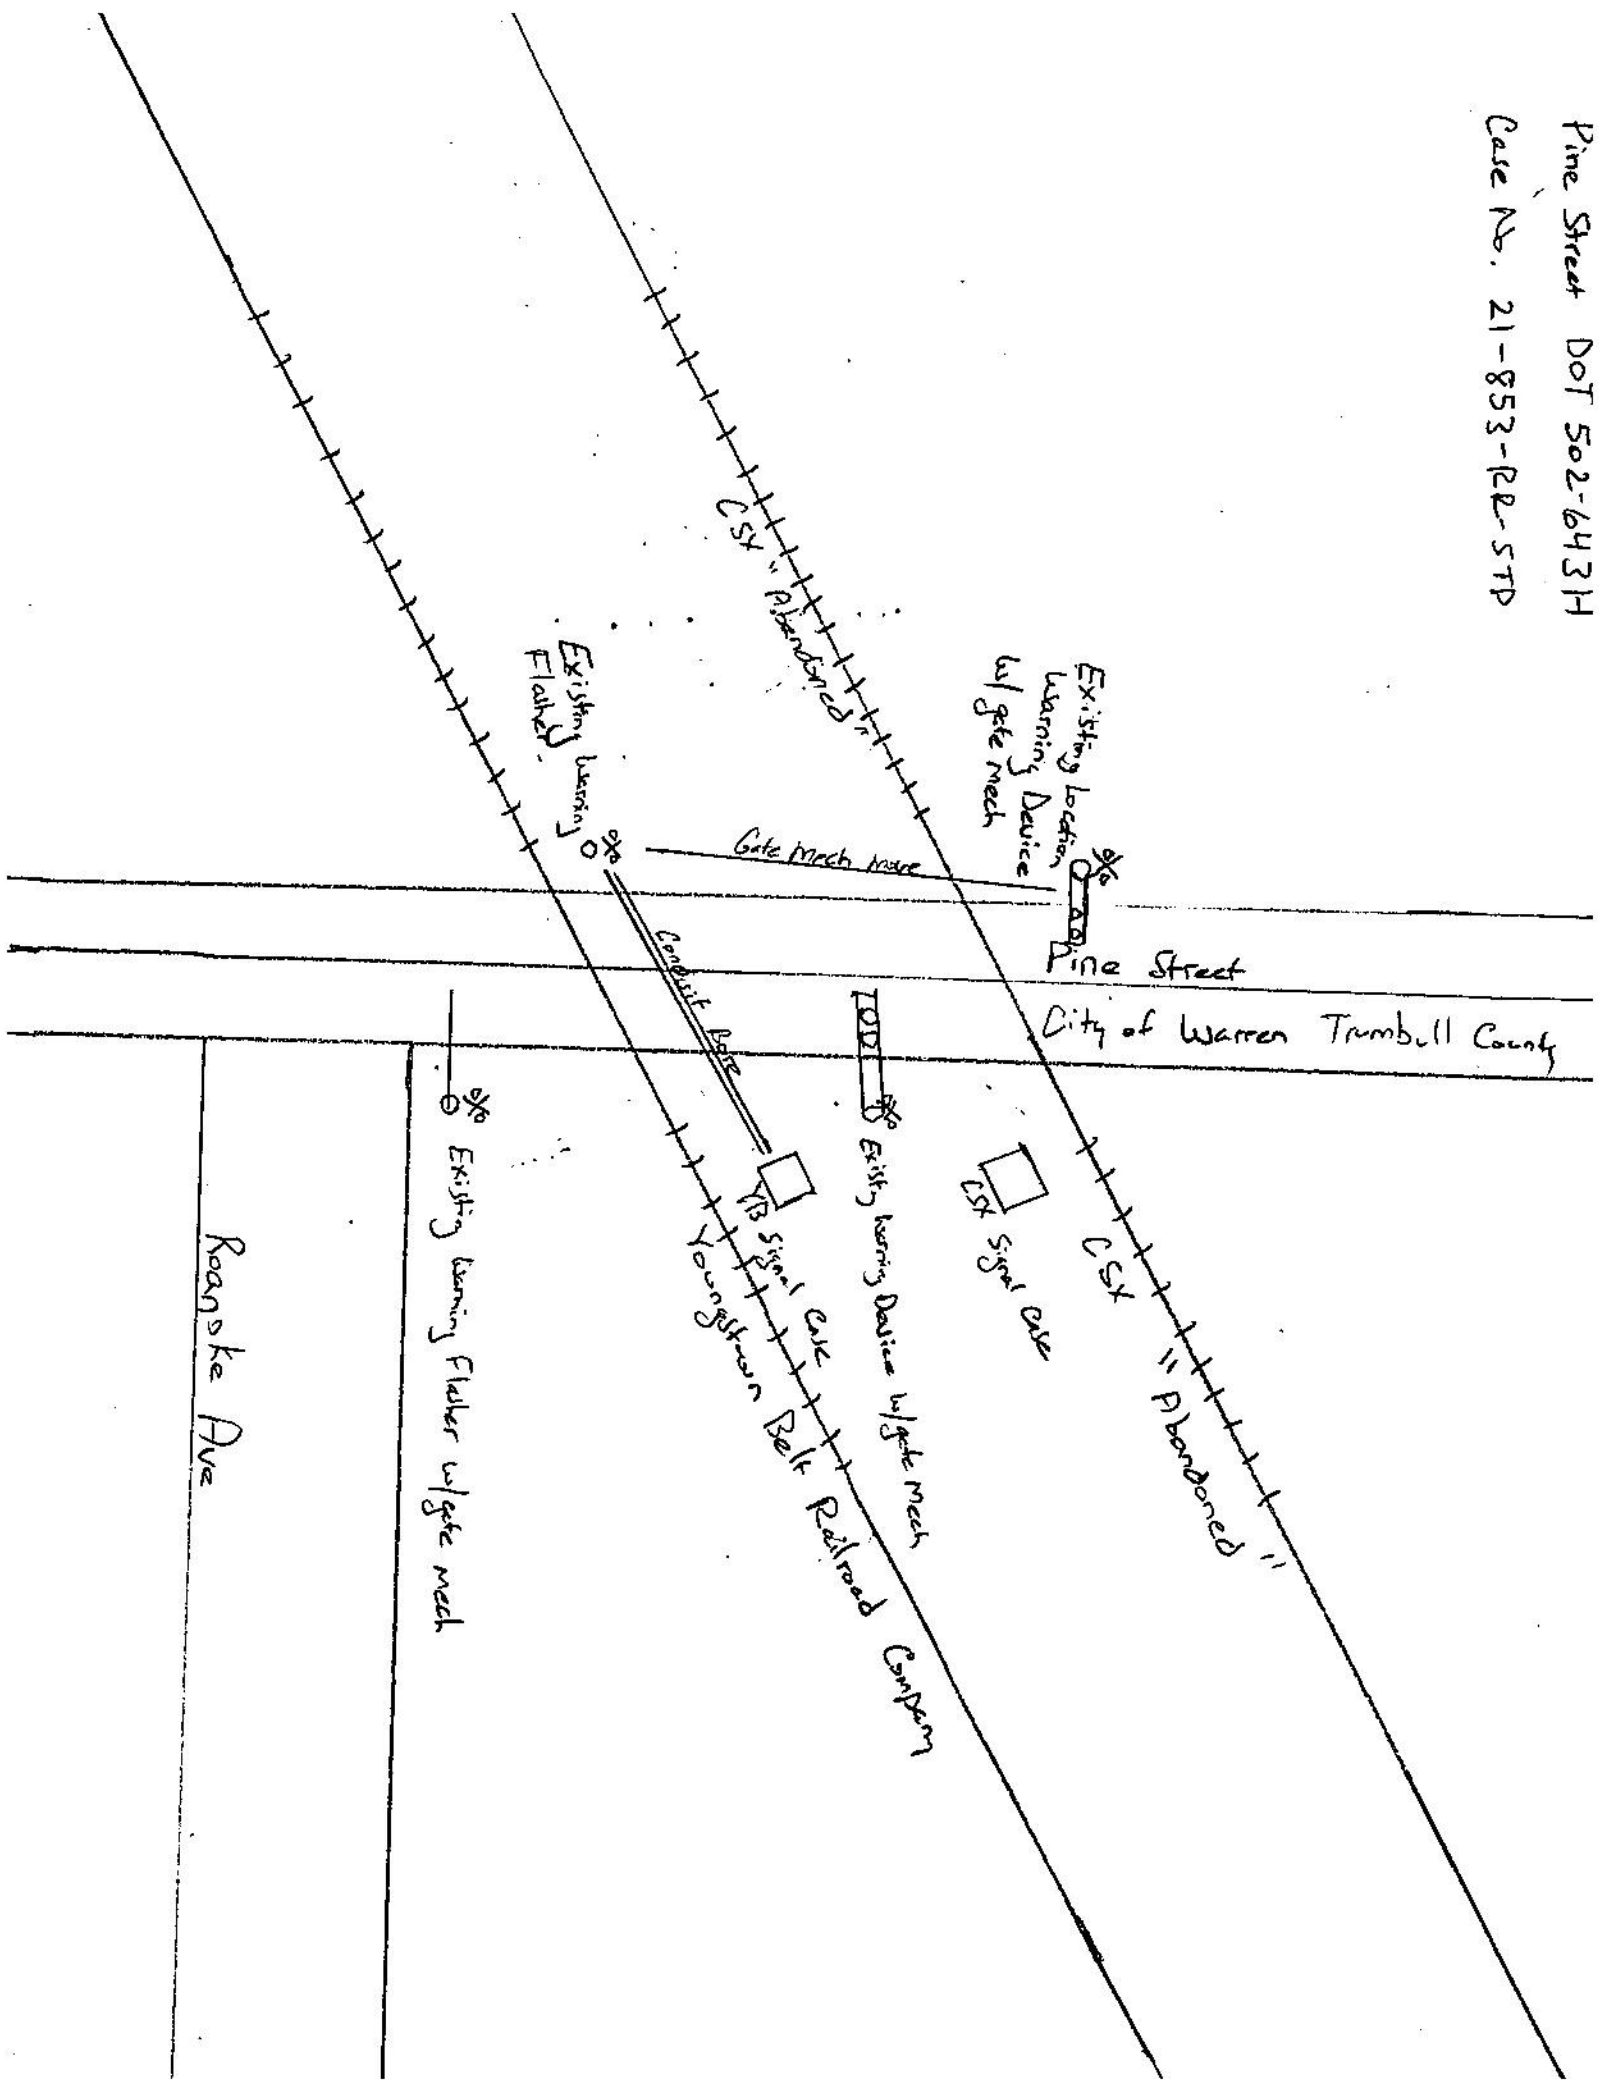 Pine Street DOT 502-643H
Case No. 21-853-RR-STD
CSX "Abandoned"
Existing Location
Warning Device
w/ gate Mech
Existing Warning
Flasher
Gate Mech move
Pine Street
City of Warren Trumbull County
Conduit Bore
Existing Warning Device w/gate Mech
CSX Signal Case
CSX "Abandoned"
YB Signal Case
Youngstown Belt Railroad Company
Existing Warning Flasher w/gate Mech
Roanoke Ave